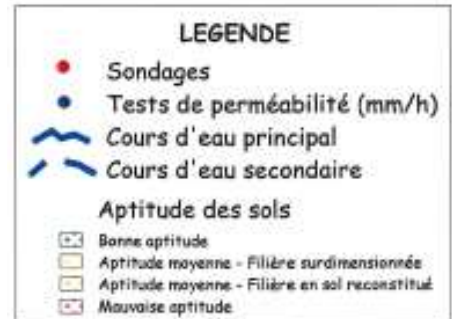 LEGENDE
Sondages
Tests de perméabilité (mm/h)
Cours d'eau principal
Cours d'eau secondaire
Aptitude des sols
Bonne aptitude
Aptitude moyenne - Filière surdimensionnée
Aptitude moyenne - Filière en sol reconstitué
Mauvaise aptitude